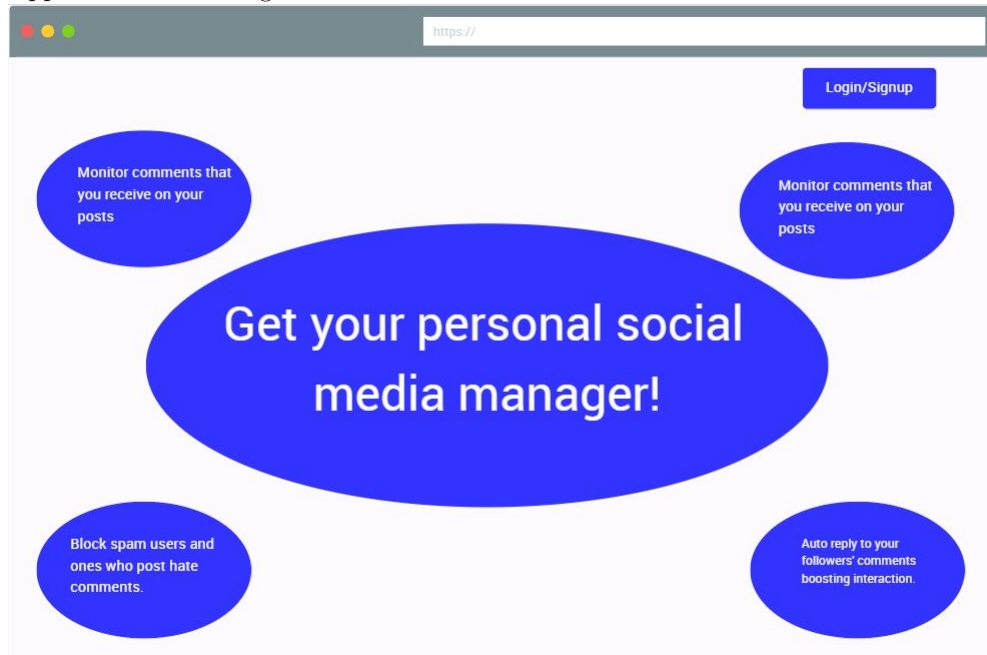 https://
Login/Signup
Monitor comments that
you receive on your
posts
Monitor comments that
you receive on your
posts
Get your personal social
media manager!
Block spam users and
ones who post hate
comments.
Auto reply to your
followers' comments
boosting interaction.